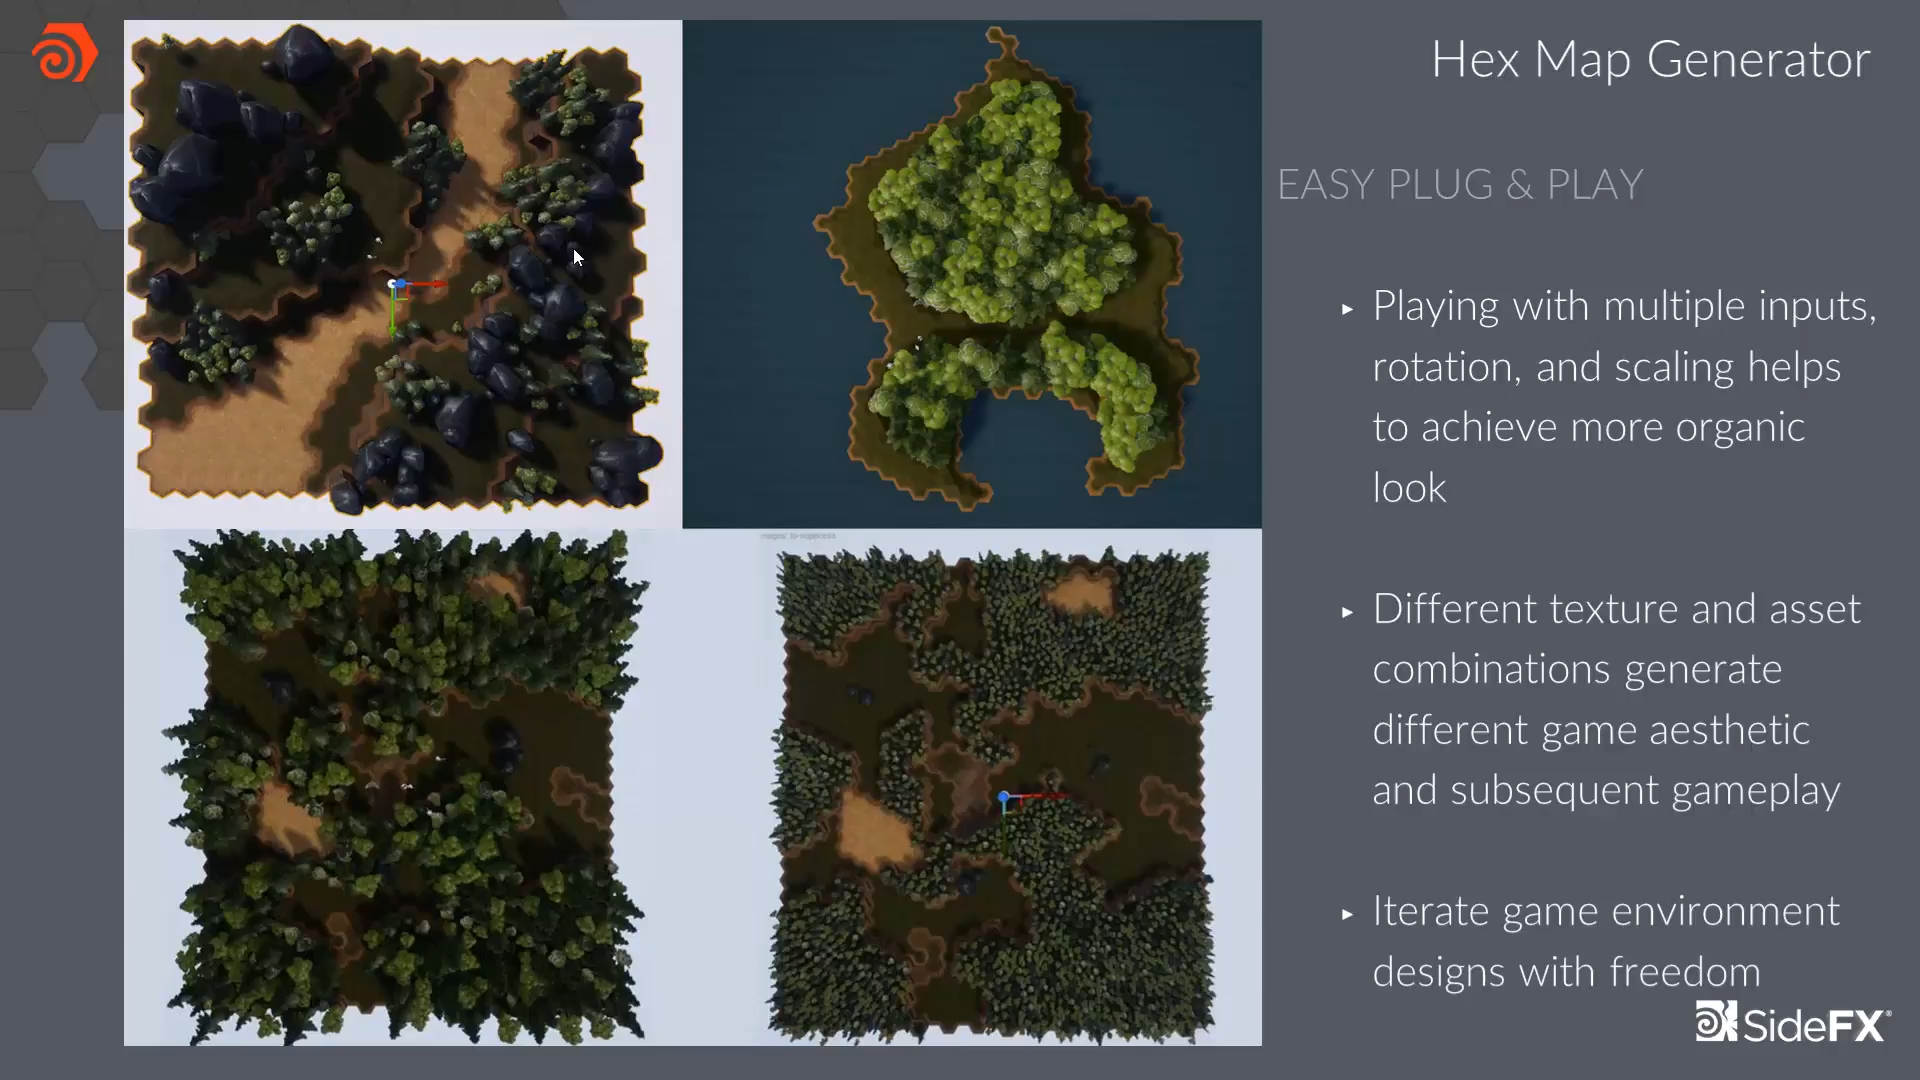 Hex Map Generator
EASY PLUG & PLAY
▸ Playing with multiple inputs,
rotation, and scaling helps
to achieve more organic
look
▸ Different texture and asset
combinations generate
different game aesthetic
and subsequent gameplay
▸ Iterate game environment
designs with freedom
SideFX®